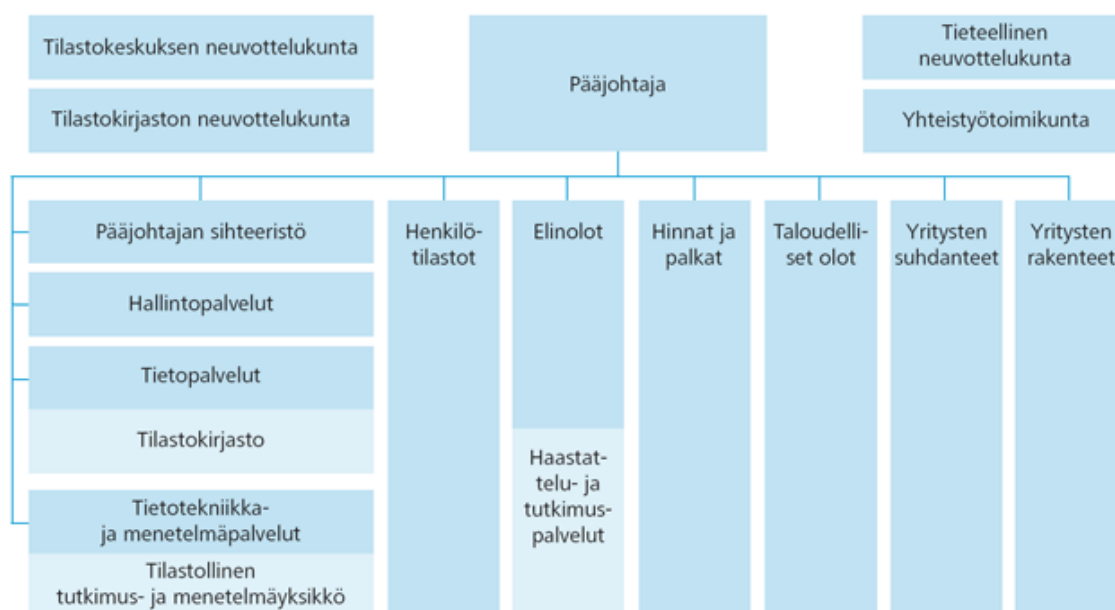 Tilastokeskuksen neuvottelukunta
Tilastokirjaston neuvottelukunta
Pääjohtaja
Tieteellinen
neuvottelukunta
Yhteistyötoimikunta
Pääjohtajan sihteeristö
Hallintopalvelut
Tietopalvelut
Tilastokirjasto
Tietotekniikka-
ja menetelmäpalvelut
Tilastollinen
tutkimus- ja menetelmäyksikkö
Henkilö-
tilastot
Elinolot
Haastat-
telu- ja
tutkimus-
palvelut
Hinnat ja
palkat
Taloudelli-
set olot
Yritysten
suhdanteet
Yritysten
rakenteet